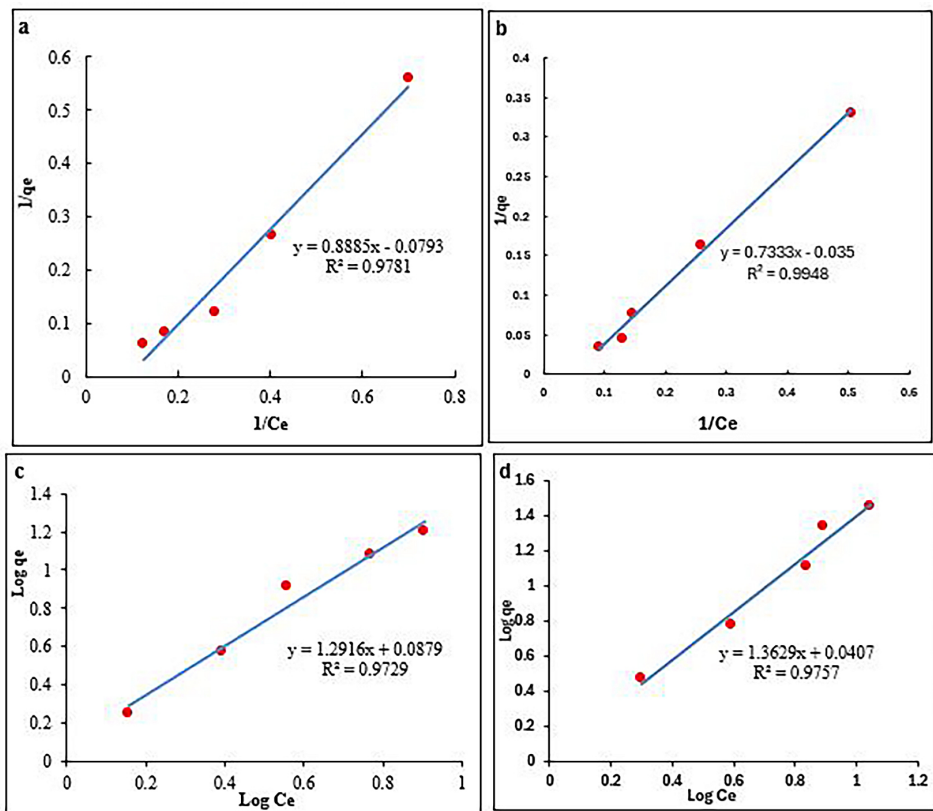 a
0.6
0.5
0.4
0.3
0.2
0.1
0
1/qe
y = 0.8885x - 0.0793
R² = 0.9781
0 0.2 0.4 0.6 0.8
1/Ce
b
0.4
0.35
0.3
0.25
0.2
0.15
0.1
0.05
0
1/qe
y = 0.7333x - 0.035
R² = 0.9948
0 0.1 0.2 0.3 0.4 0.5 0.6
1/Ce
c
1.4
1.2
1
0.8
0.6
0.4
0.2
0
Log qe
y = 1.2916x + 0.0879
R² = 0.9729
0 0.2 0.4 0.6 0.8 1
Log Ce
d
1.6
1.4
1.2
1
0.8
0.6
0.4
0.2
0
Log qe
y = 1.3629x + 0.0407
R² = 0.9757
0 0.2 0.4 0.6 0.8 1 1.2
Log Ce